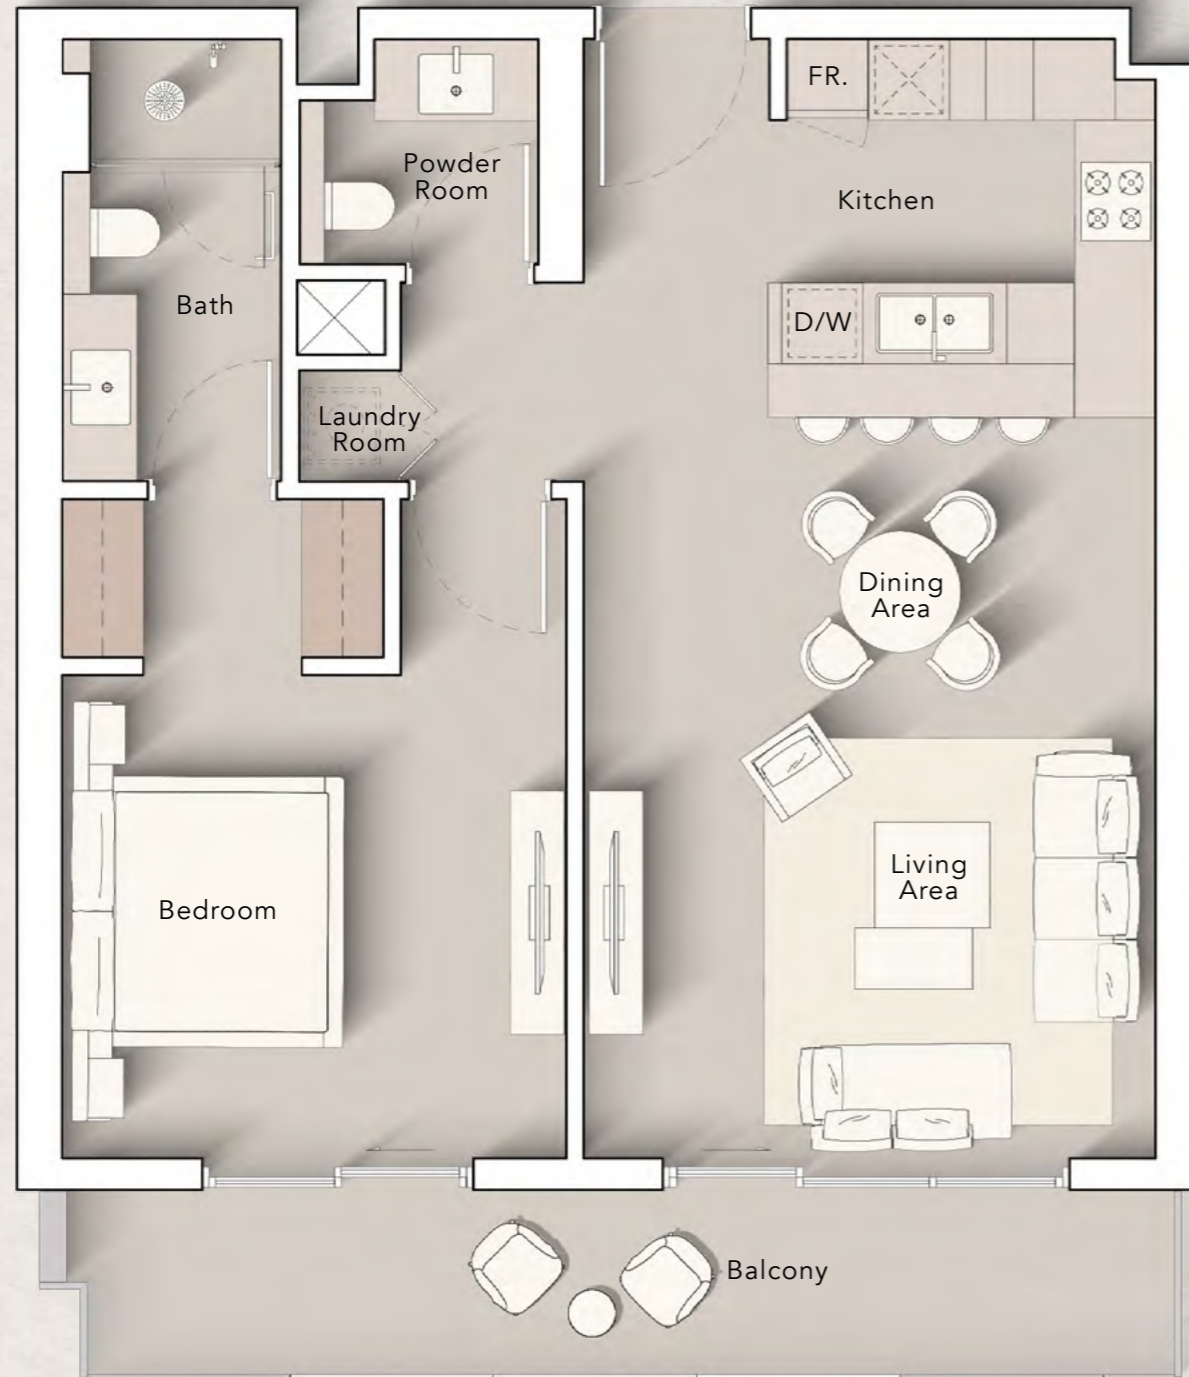 FR.
Powder
Room
Kitchen
Bath
D/W
Laundry
Room
Dining
Area
Living
Area
Bedroom
Balcony